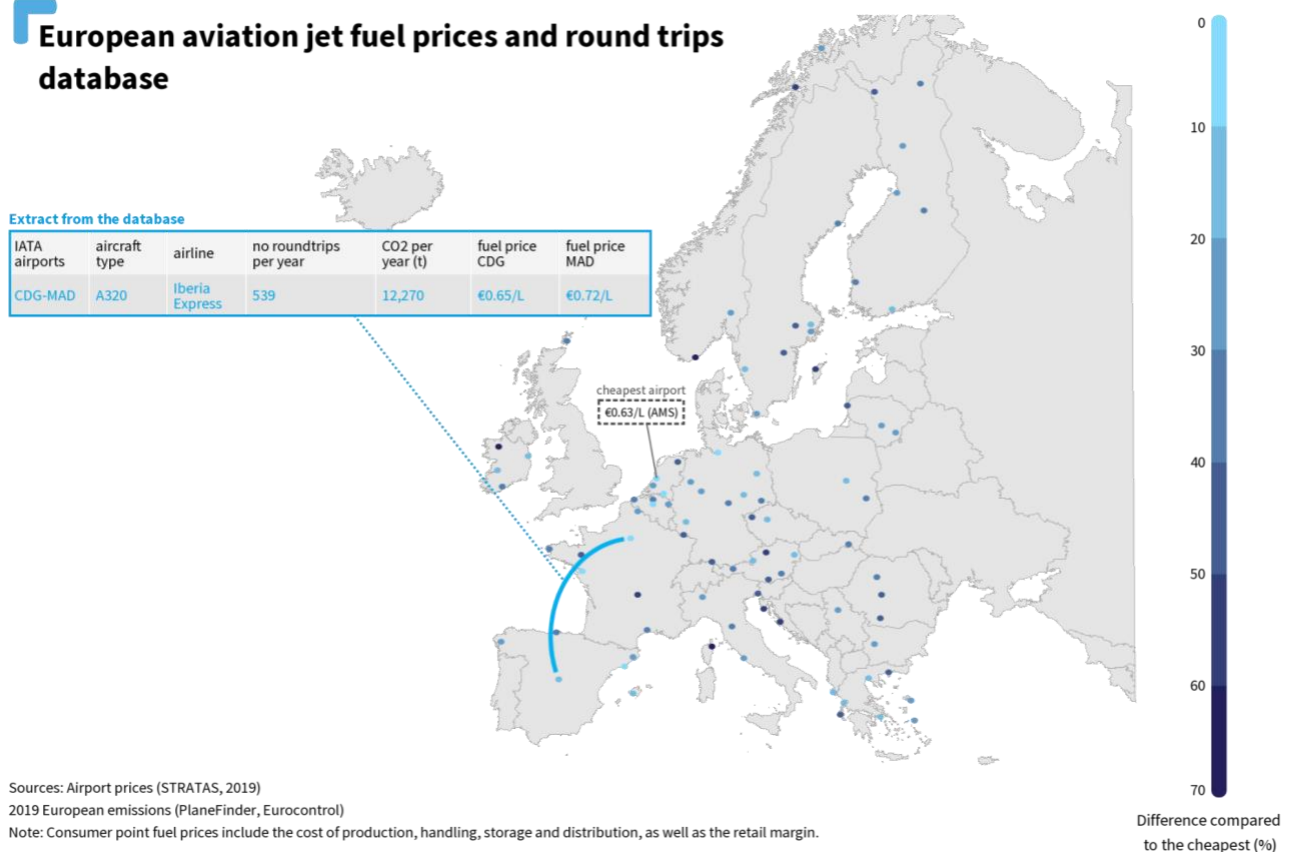 European aviation jet fuel prices and round trips
database
Extract from the database
IATA airports
aircraft type
airline
no roundtrips per year
CO2 per year (t)
fuel price CDG
fuel price MAD
CDG-MAD
A320
Iberia Express
539
12,270
€0.65/L
€0.72/L
cheapest airport
€0.63/L (AMS)
0
10
20
30
40
50
60
70
Difference compared
to the cheapest (%)
Sources: Airport prices (STRATAS, 2019)
2019 European emissions (PlaneFinder, Eurocontrol)
Note: Consumer point fuel prices include the cost of production, handling, storage and distribution, as well as the retail margin.